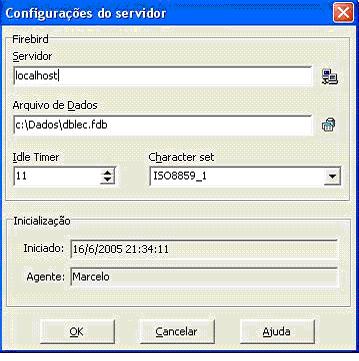 Configurações do servidor
Firebird
Servidor
localhost
Arquivo de Dados
c:\Dados\dblec.fdb
Idle Timer Character set
11 ISO8859_1
Inicialização
Iniciado: 16/6/2005 21:34:11
Agente: Marcelo
OK Cancelar Ajuda